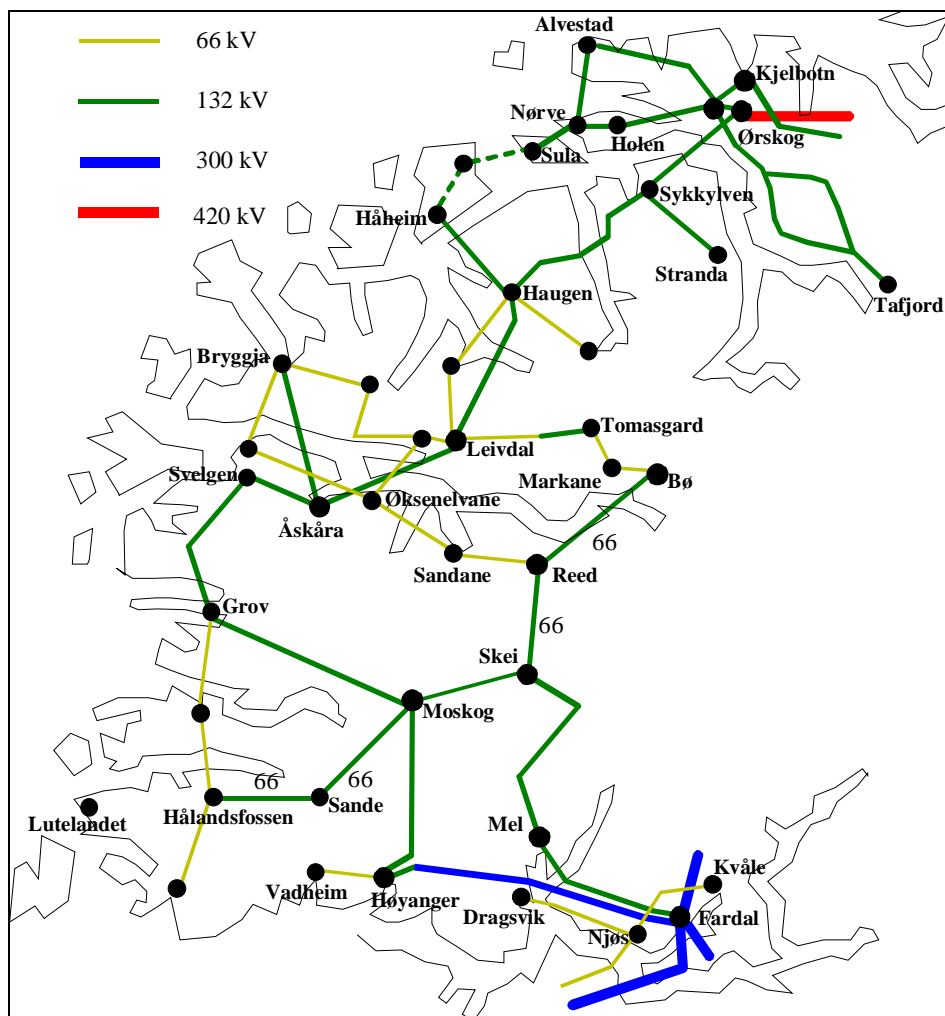 66 kV
132 kV
300 kV
420 kV
Alvestad
Kjelbotn
Nørve
Holen
Ørskog
Sula
Sykkylven
Håheim
Stranda
Haugen
Tafjord
Bryggja
Tomasgard
Leivdal
Svelgen
Markane
Bø
Øksenelvane
Åskåra
66
Sandane
Reed
Grov
66
Skei
Moskog
66
66
Lutelandet
Hålandsfossen
Sande
Mel
Kvåle
Vadheim
Høyanger
Dragsvik
Fardal
Njøs